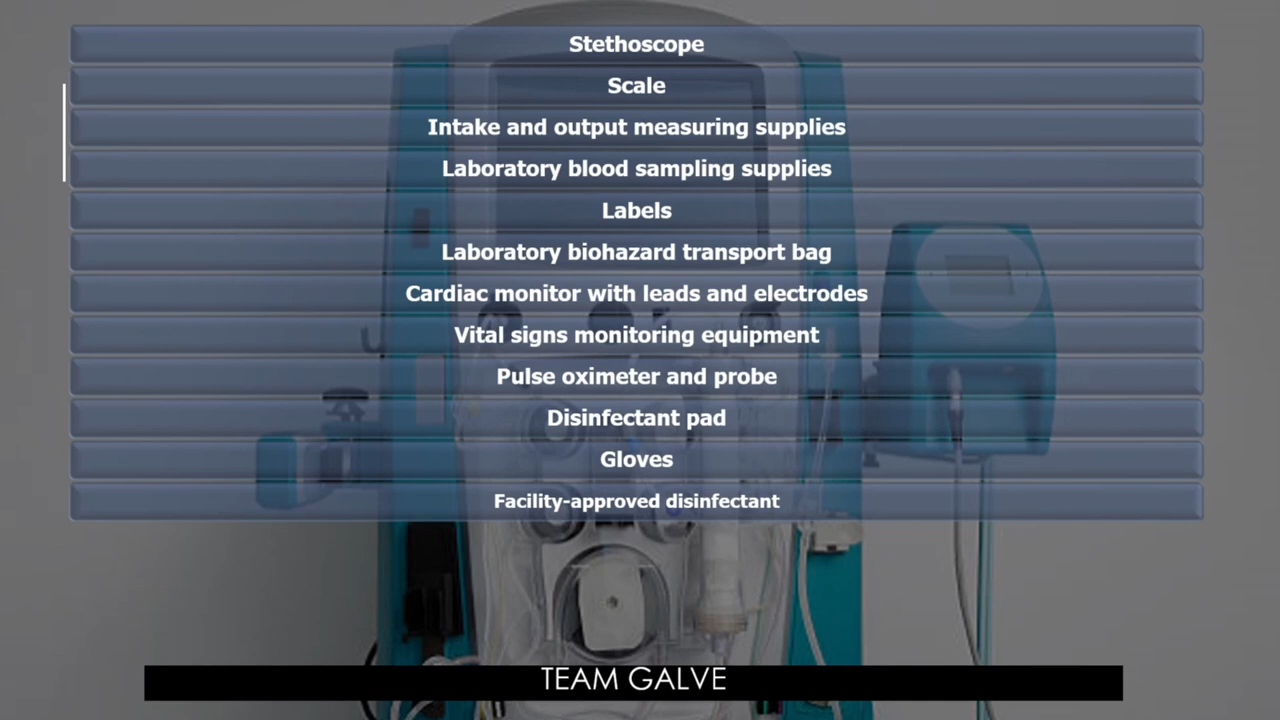 Stethoscope
Scale
Intake and output measuring supplies
Laboratory blood sampling supplies
Labels
Laboratory biohazard transport bag
Cardiac monitor with leads and electrodes
Vital signs monitoring equipment
Pulse oximeter and probe
Disinfectant pad
Gloves
Facility-approved disinfectant
TEAM GALVE